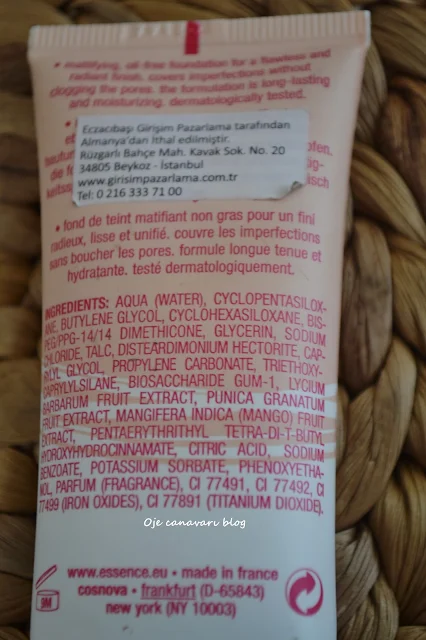 • mattifying, oil-free foundation for a flawless and
radiant finish. covers imperfections without
clogging the pores. the formulation is long-lasting
and moisturizing. dermatologically tested.
Eczacıbaşı Girişim Pazarlama tarafından
Almanya'dan İthal edilmiştir.
Rüzgarlı Bahçe Mah. Kavak Sok. No. 20
34805 Beykoz - İstanbul
www.girisimpazarlama.com.tr
Tel: 0 216 333 71 00
• fond de teint matifiant non gras pour un fini
radieux, lisse et unifié. couvre les imperfections
sans boucher les pores. formule longue tenue et
hydratante. testé dermatologiquement.
INGREDIENTS: AQUA (WATER), CYCLOPENTASILOX-
ANE, BUTYLENE GLYCOL, CYCLOHEXASILOXANE, BIS-
PEG/PPG-14/14 DIMETHICONE, GLYCERIN, SODIUM
CHLORIDE, TALC, DISTEARDIMONIUM HECTORITE, CAP-
RYLYL GLYCOL, PROPYLENE CARBONATE, TRIETHOXY-
CAPRYLYLSILANE, BIOSACCHARIDE GUM-1, LYCIUM
BARBARUM FRUIT EXTRACT, PUNICA GRANATUM
FRUIT EXTRACT, MANGIFERA INDICA (MANGO) FRUIT
EXTRACT, PENTAERYTHRITYL TETRA-DI-T-BUTYL
HYDROXYHYDROCINNAMATE, CITRIC ACID, SODIUM
BENZOATE, POTASSIUM SORBATE, PHENOXYETHA-
NOL, PARFUM (FRAGRANCE), CI 77491, CI 77492, CI
77499 (IRON OXIDES), CI 77891 (TITANIUM DIOXIDE).
Oje canavarı blog
www.essence.eu • made in france
cosnova • frankfurt (D-65843)
new york (NY 10003)
9M